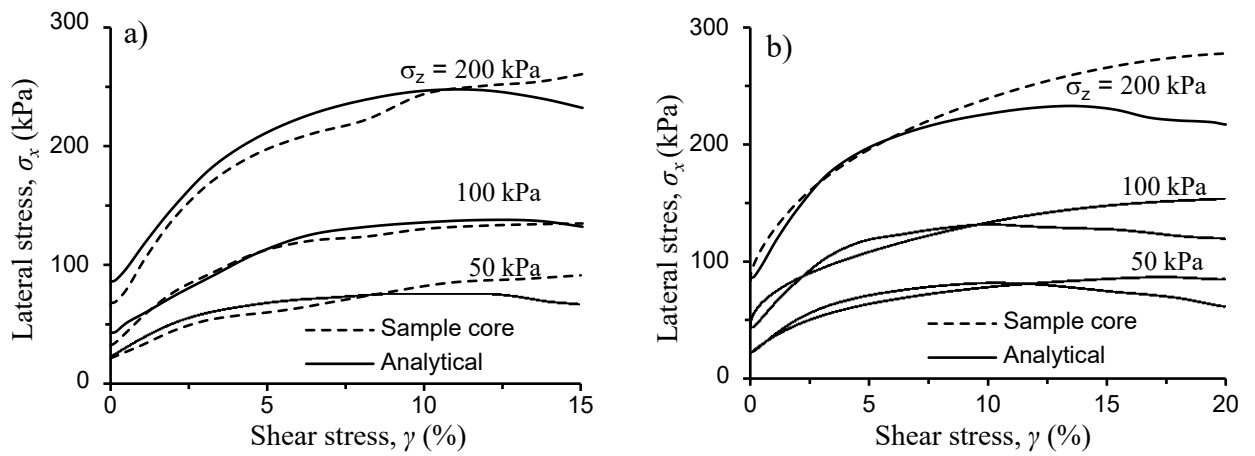 a)
300
200
100
0
Lateral stress, σx (kPa)
σz = 200 kPa
100 kPa
50 kPa
Sample core
Analytical
0 5 10 15
Shear stress, γ (%)
b)
300
200
100
0
Lateral stres, σx (kPa)
σz = 200 kPa
100 kPa
50 kPa
Sample core
Analytical
0 5 10 15 20
Shear stress, γ (%)